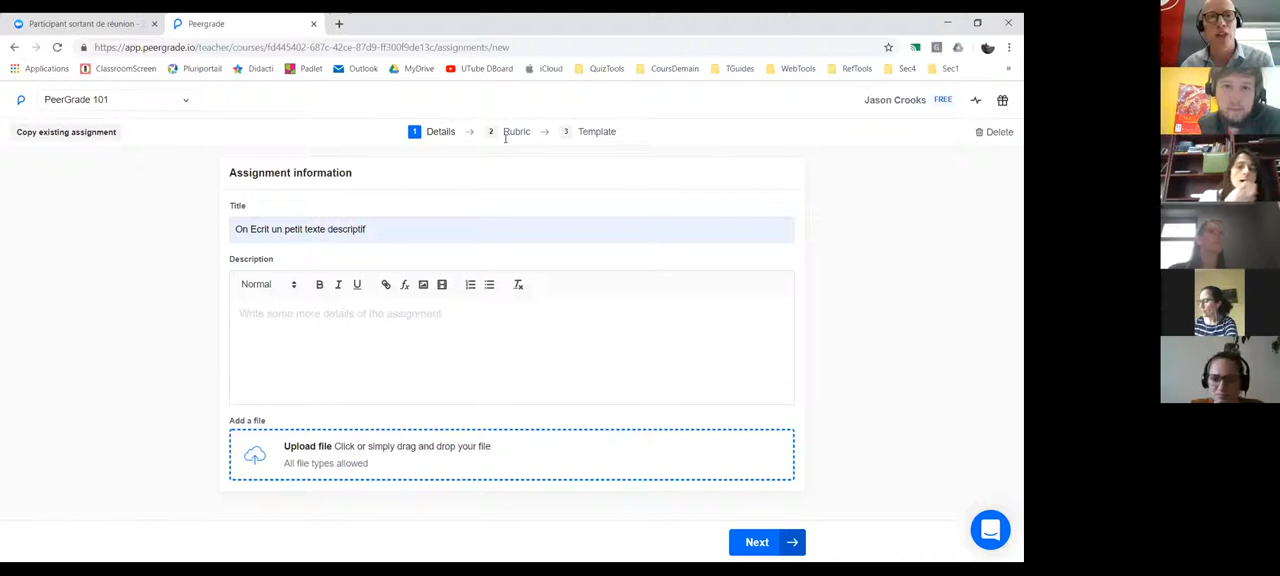 Participant sortant de réunion - 
Peergrade
https://app.peergrade.io/teacher/courses/fd445402-687c-42ce-87d9-ff300f9de13c/assignments/new
Applications ClassroomScreen Pluriportail Didacti Padlet Outlook MyDrive UTube DBoard iCloud QuizTools CoursDemain TGuides WebTools RefTools Sec4 Sec1 »
PeerGrade 101 Jason Crooks FREE
Copy existing assignment 1 Details → 2 Rubric → 3 Template Delete
Assignment information
Title
On Ecrit un petit texte descriptif
Description
Normal B I U fx Tx
Write some more details of the assignment
Add a file
Upload file Click or simply drag and drop your file
All file types allowed
Next →